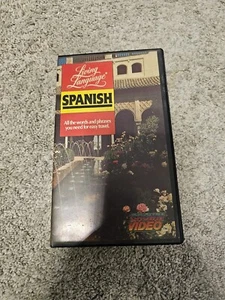 Living
Language
SPANISH
All the words and phrases
you need for easy travel.
VIDEO